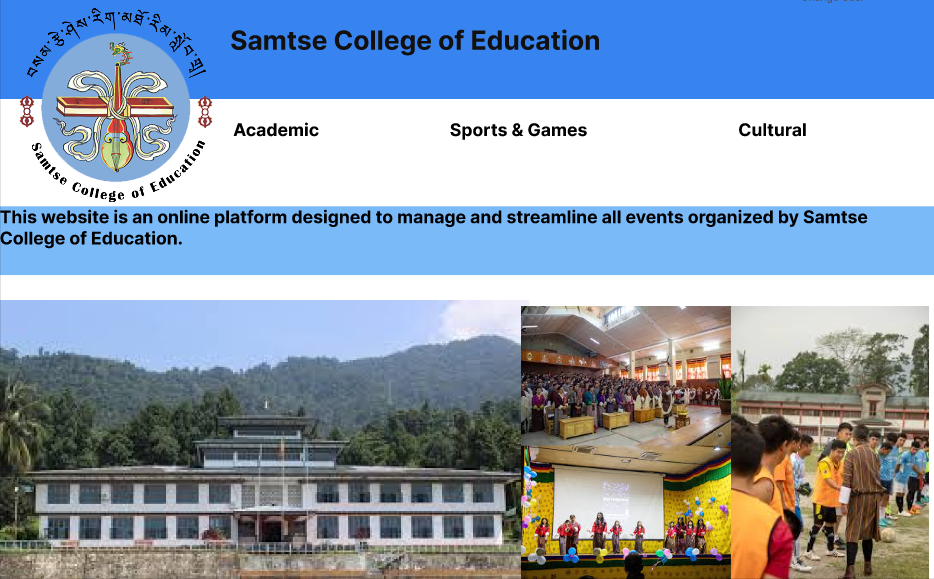 Samtse College of Education
Academic
Sports & Games
Cultural
Samtse College of Education
This website is an online platform designed to manage and streamline all events organized by Samtse
College of Education.